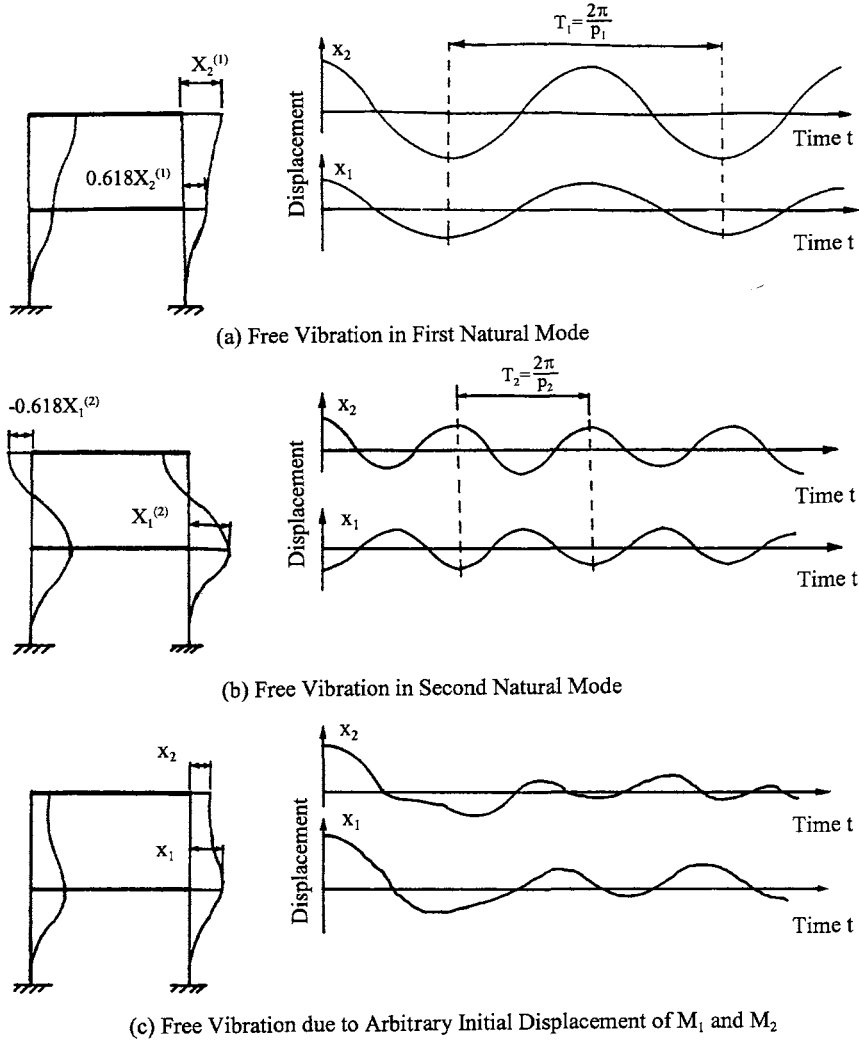 X₂⁽¹⁾
0.618X₂⁽¹⁾
T₁=2π/p₁
x₂
Displacement
Time t
x₁
Time t
(a) Free Vibration in First Natural Mode
-0.618X₁⁽²⁾
X₁⁽²⁾
T₂=2π/p₂
x₂
Displacement
Time t
x₁
Time t
(b) Free Vibration in Second Natural Mode
x₂
x₁
x₂
Displacement
Time t
x₁
Time t
(c) Free Vibration due to Arbitrary Initial Displacement of M₁ and M₂